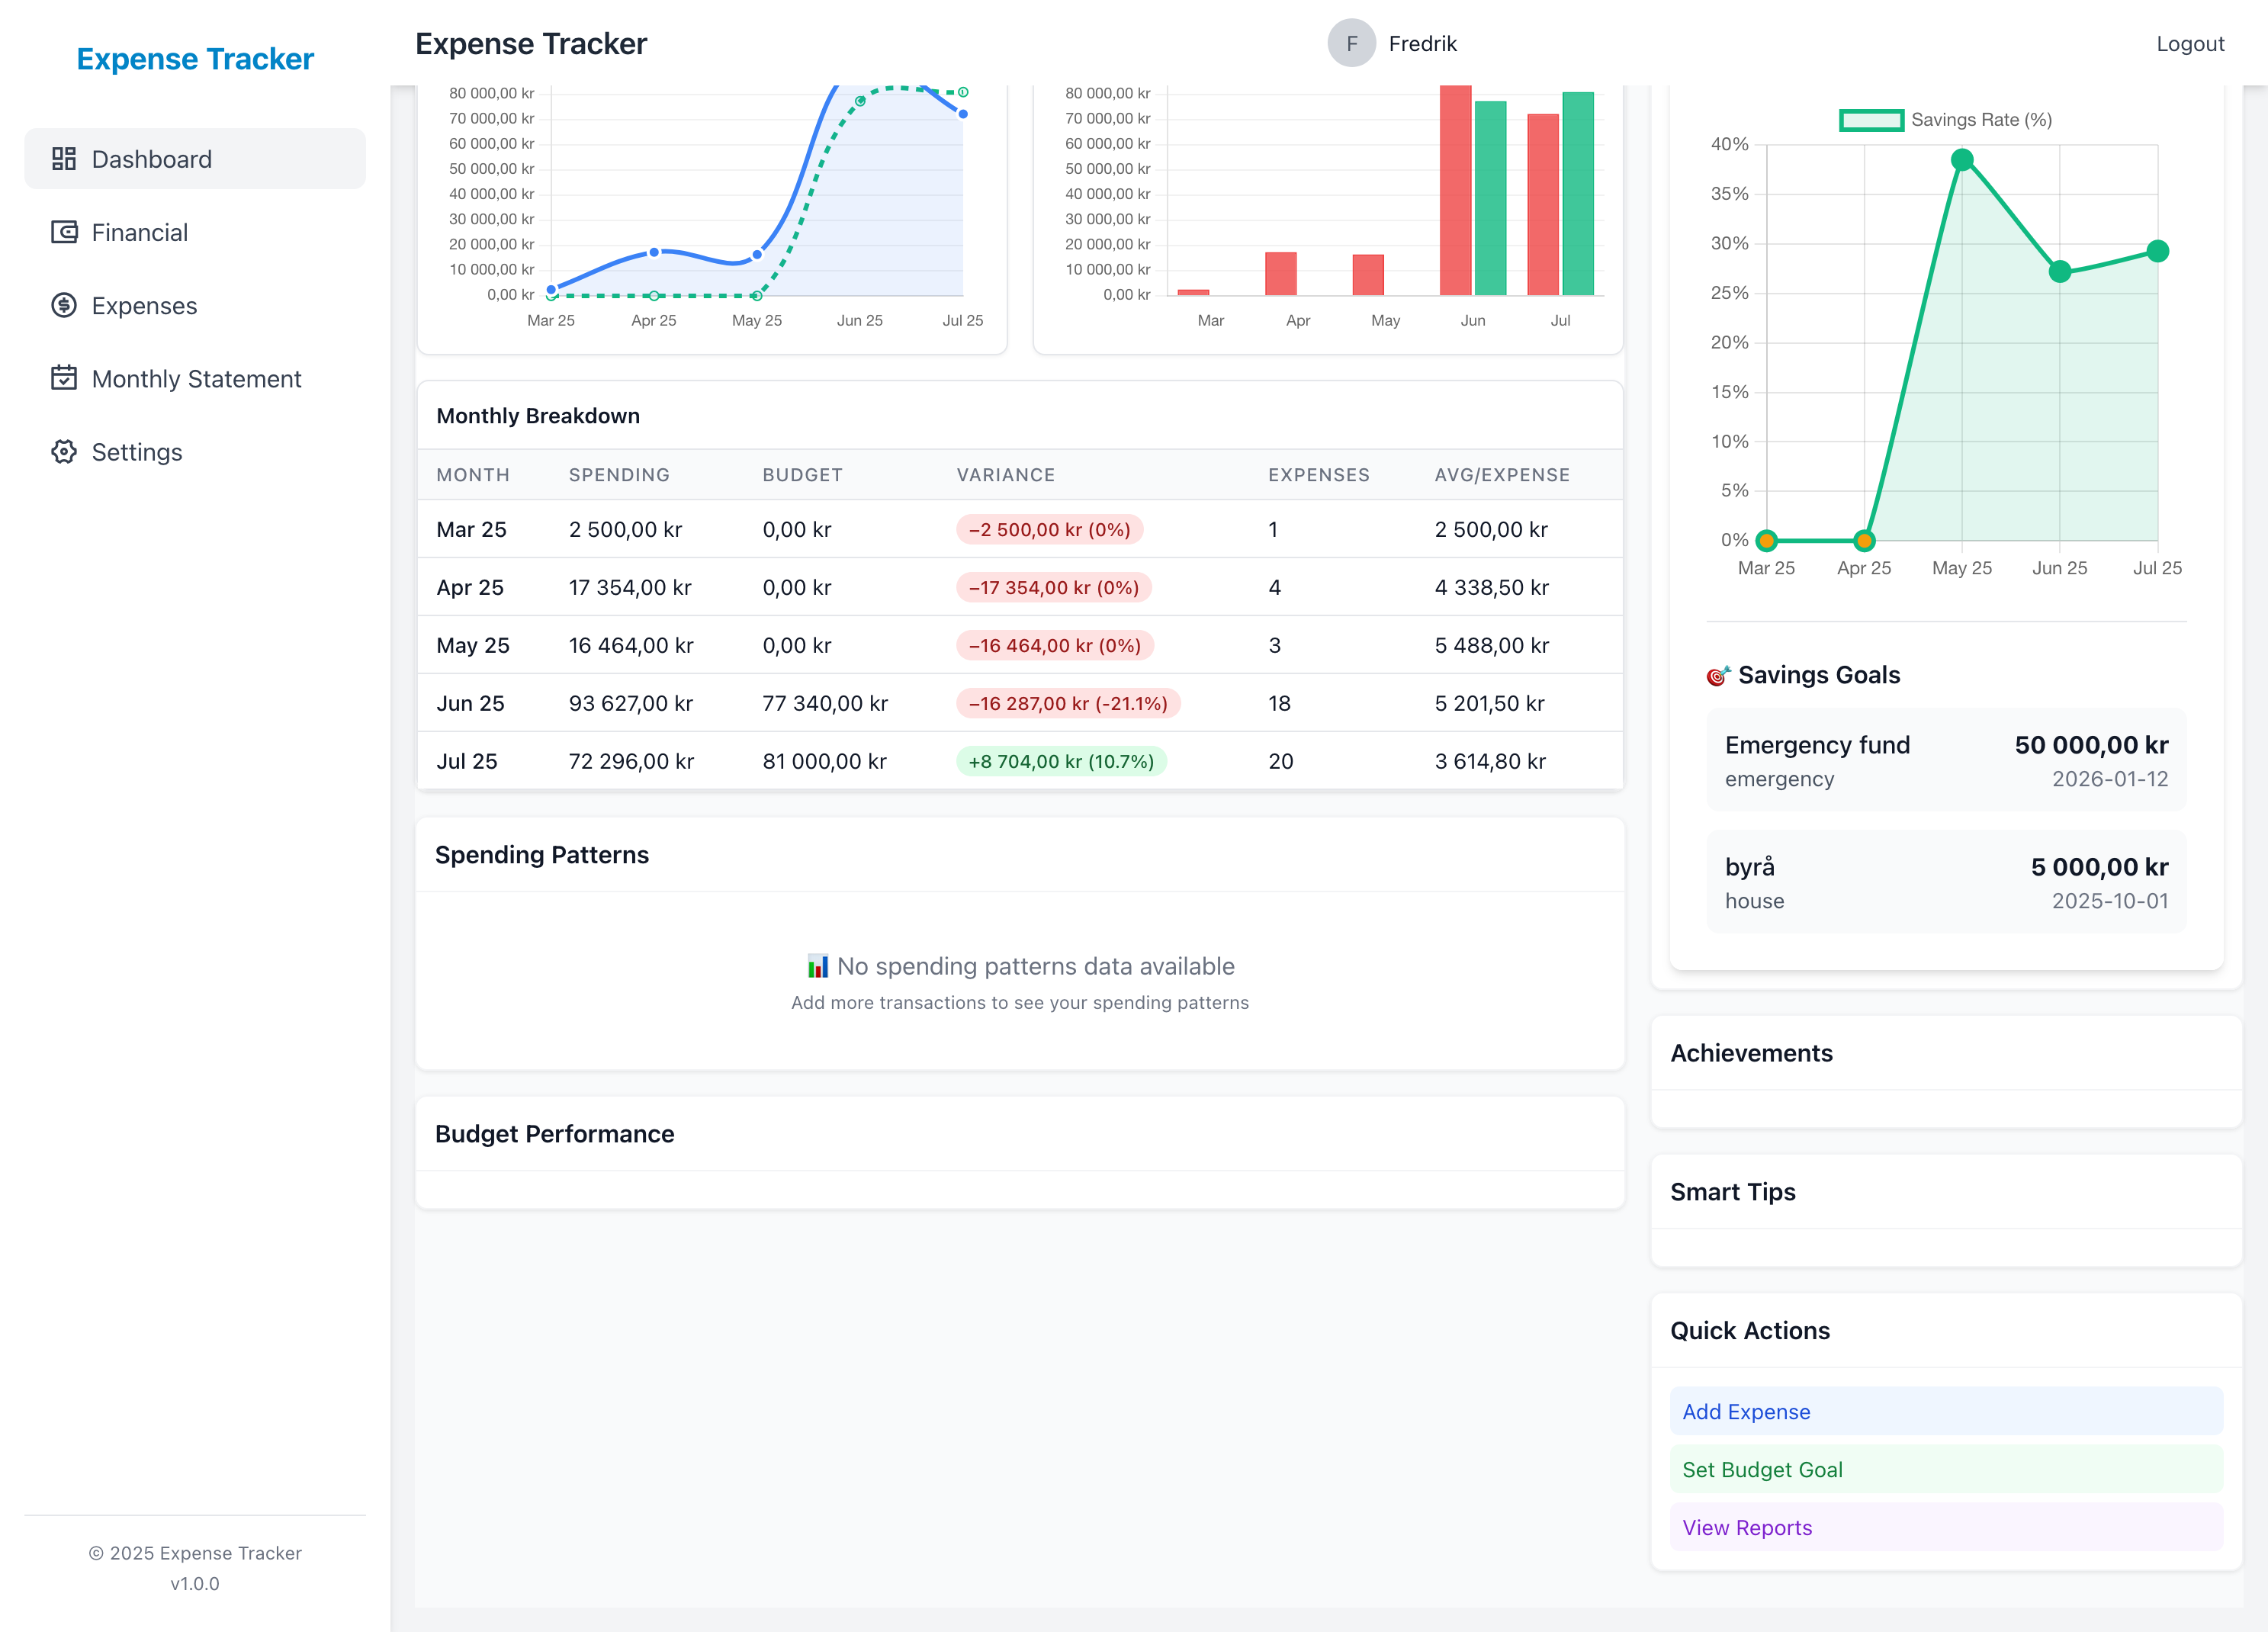 Expense Tracker
Dashboard
Financial
Expenses
Monthly Statement
Settings
© 2025 Expense Tracker
v1.0.0
Expense Tracker
F Fredrik
Logout
80 000,00 kr
70 000,00 kr
60 000,00 kr
50 000,00 kr
40 000,00 kr
30 000,00 kr
20 000,00 kr
10 000,00 kr
0,00 kr
Mar 25 Apr 25 May 25 Jun 25 Jul 25
80 000,00 kr
70 000,00 kr
60 000,00 kr
50 000,00 kr
40 000,00 kr
30 000,00 kr
20 000,00 kr
10 000,00 kr
0,00 kr
Mar Apr May Jun Jul
Monthly Breakdown
MONTH SPENDING BUDGET VARIANCE EXPENSES AVG/EXPENSE
Mar 25 2 500,00 kr 0,00 kr −2 500,00 kr (0%) 1 2 500,00 kr
Apr 25 17 354,00 kr 0,00 kr −17 354,00 kr (0%) 4 4 338,50 kr
May 25 16 464,00 kr 0,00 kr −16 464,00 kr (0%) 3 5 488,00 kr
Jun 25 93 627,00 kr 77 340,00 kr −16 287,00 kr (-21.1%) 18 5 201,50 kr
Jul 25 72 296,00 kr 81 000,00 kr +8 704,00 kr (10.7%) 20 3 614,80 kr
Spending Patterns
No spending patterns data available
Add more transactions to see your spending patterns
Budget Performance
Savings Rate (%)
40%
35%
30%
25%
20%
15%
10%
5%
0%
Mar 25 Apr 25 May 25 Jun 25 Jul 25
Savings Goals
Emergency fund 50 000,00 kr
emergency 2026-01-12
byrå 5 000,00 kr
house 2025-10-01
Achievements
Smart Tips
Quick Actions
Add Expense
Set Budget Goal
View Reports